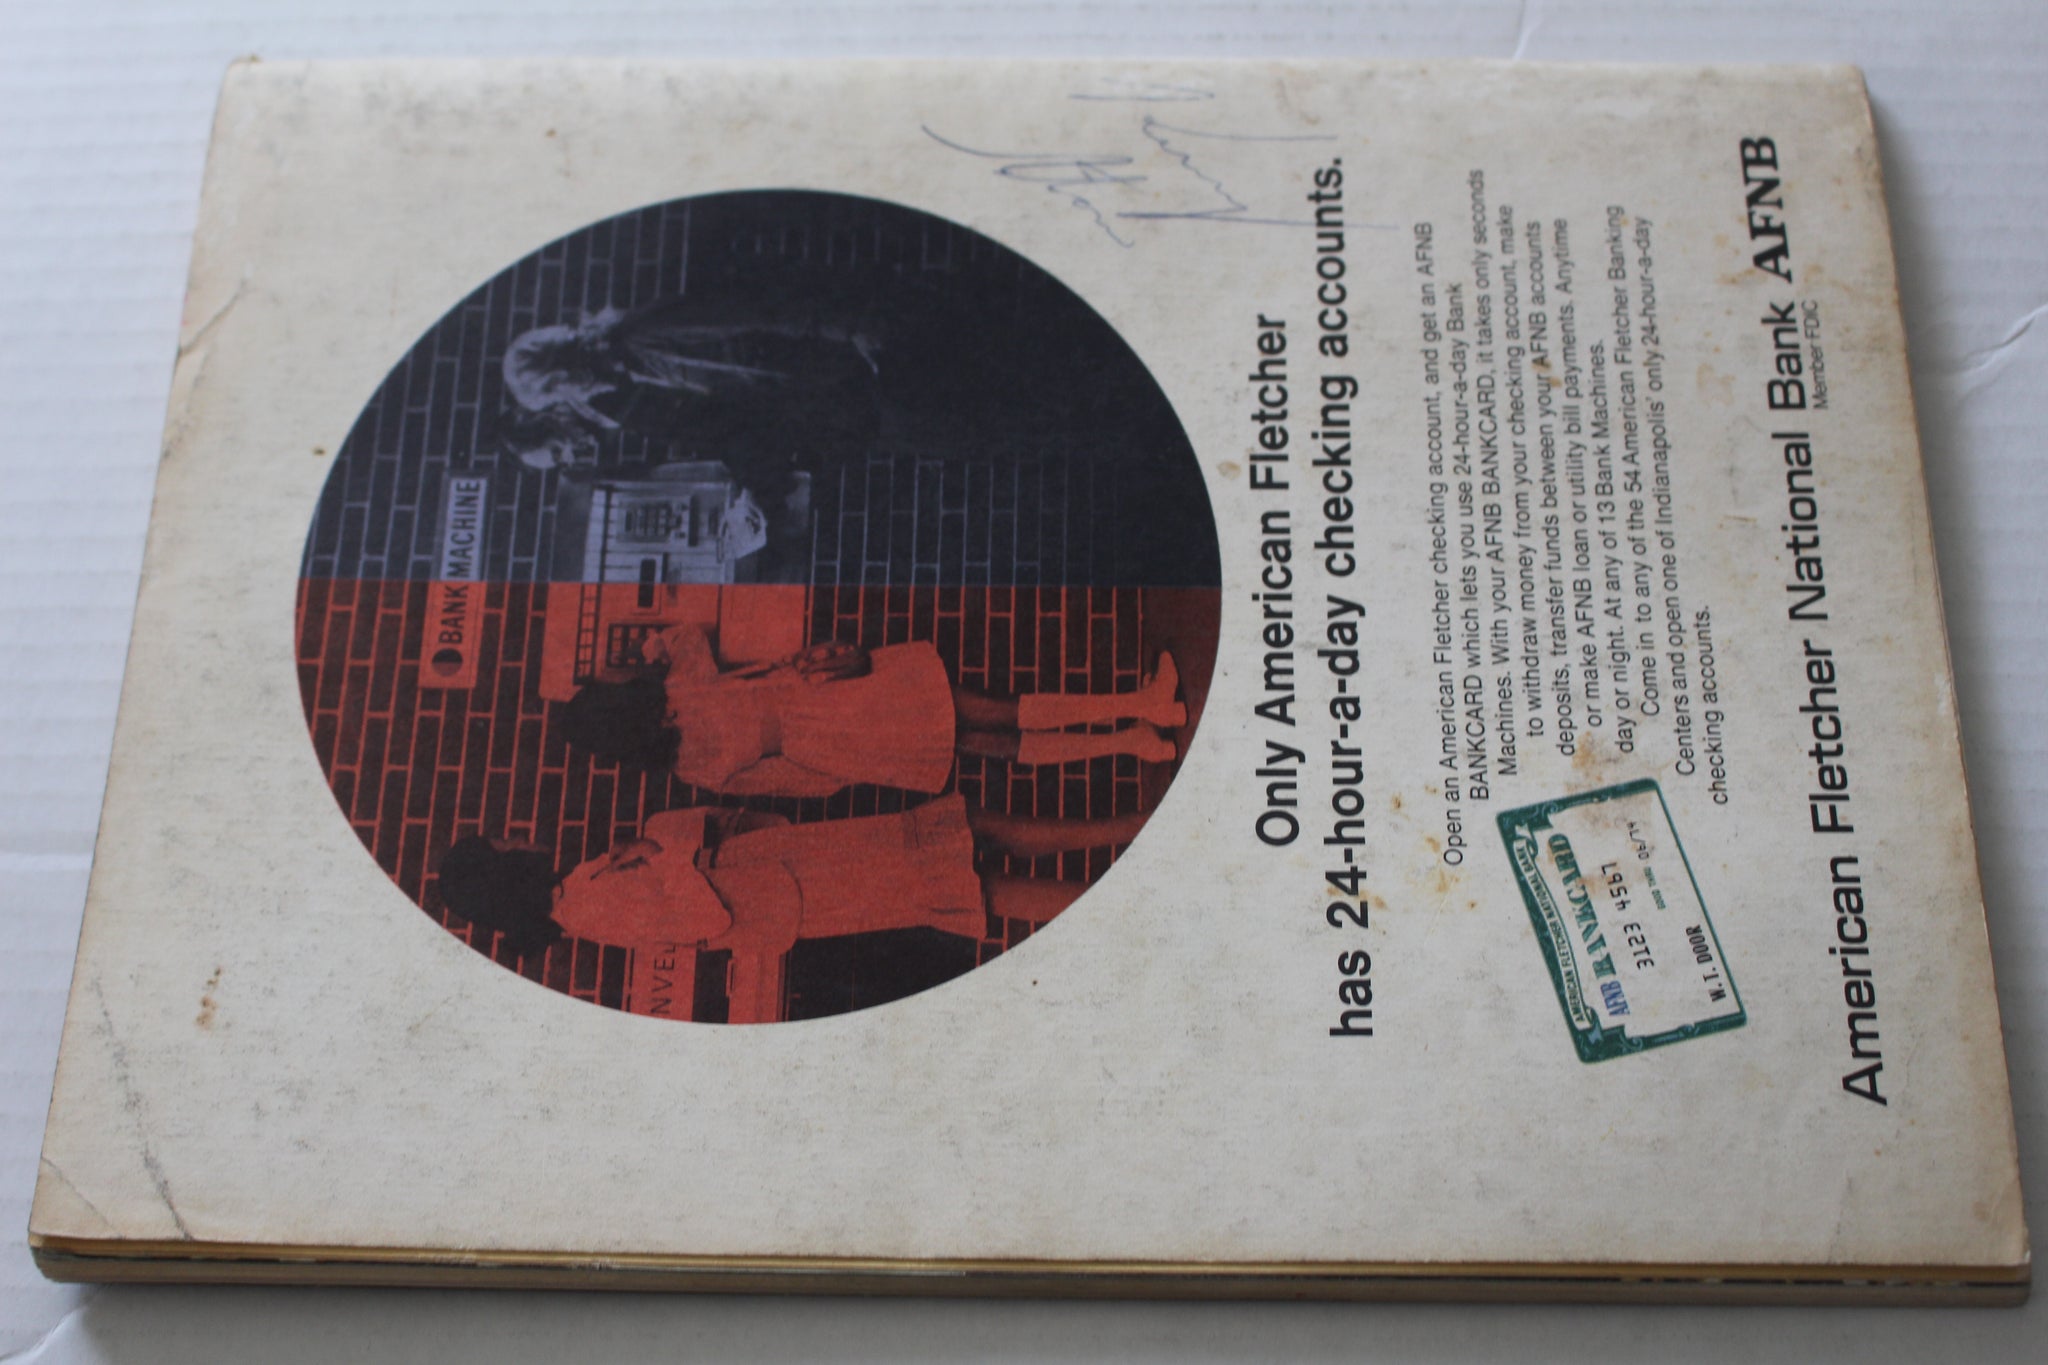 BANK MACHINE
NVEL
Only American Fletcher
has 24-hour-a-day checking accounts.
Open an American Fletcher checking account, and get an AFNB
BANKCARD which lets you use 24-hour-a-day Bank
Machines. With your AFNB BANKCARD, it takes only seconds
to withdraw money from your checking account, make
deposits, transfer funds between your AFNB accounts
or make AFNB loan or utility bill payments. Anytime
day or night. At any of 13 Bank Machines.
Come in to any of the 54 American Fletcher Banking
Centers and open one of Indianapolis' only 24-hour-a-day
checking accounts.
AMERICAN FLETCHER NATIONAL BANK
AFNB BANKCARD
3123 4567
GOOD THRU 06/74
W. I. DOOR
American Fletcher National Bank AFNB
Member FDIC